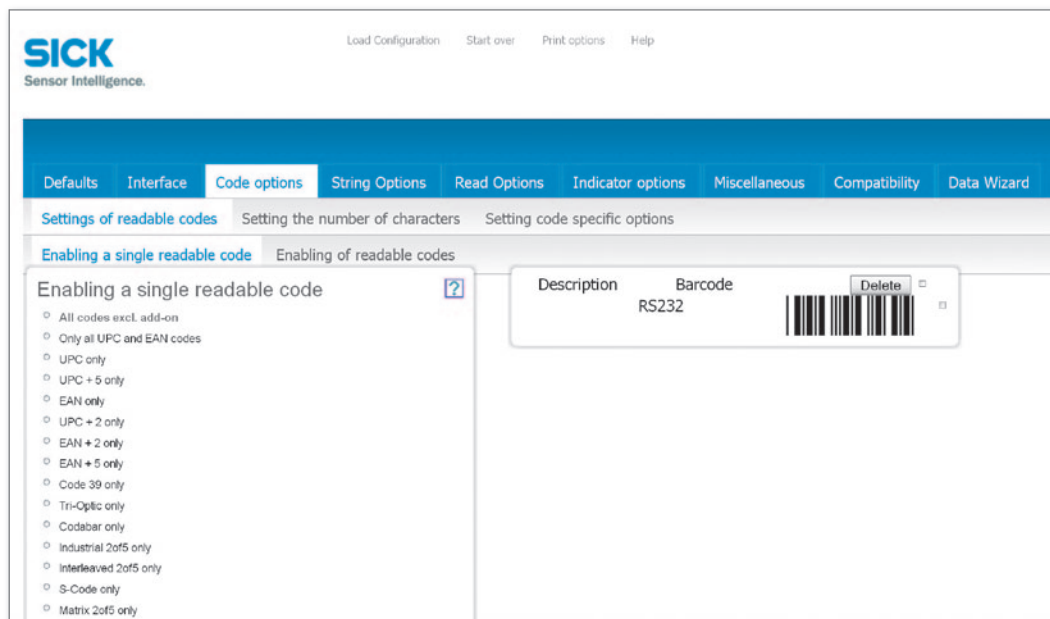 SICK
Sensor Intelligence.
Load Configuration Start over Print options Help
Defaults Interface Code options String Options Read Options Indicator options Miscellaneous Compatibility Data Wizard
Settings of readable codes Setting the number of characters Setting code specific options
Enabling a single readable code Enabling of readable codes
Enabling a single readable code ?
All codes excl. add-on
Only all UPC and EAN codes
UPC only
UPC + 5 only
EAN only
UPC + 2 only
EAN + 2 only
EAN + 5 only
Code 39 only
Tri-Optic only
Codabar only
Industrial 2of5 only
Interleaved 2of5 only
S-Code only
Matrix 2of5 only
Description Barcode Delete
RS232